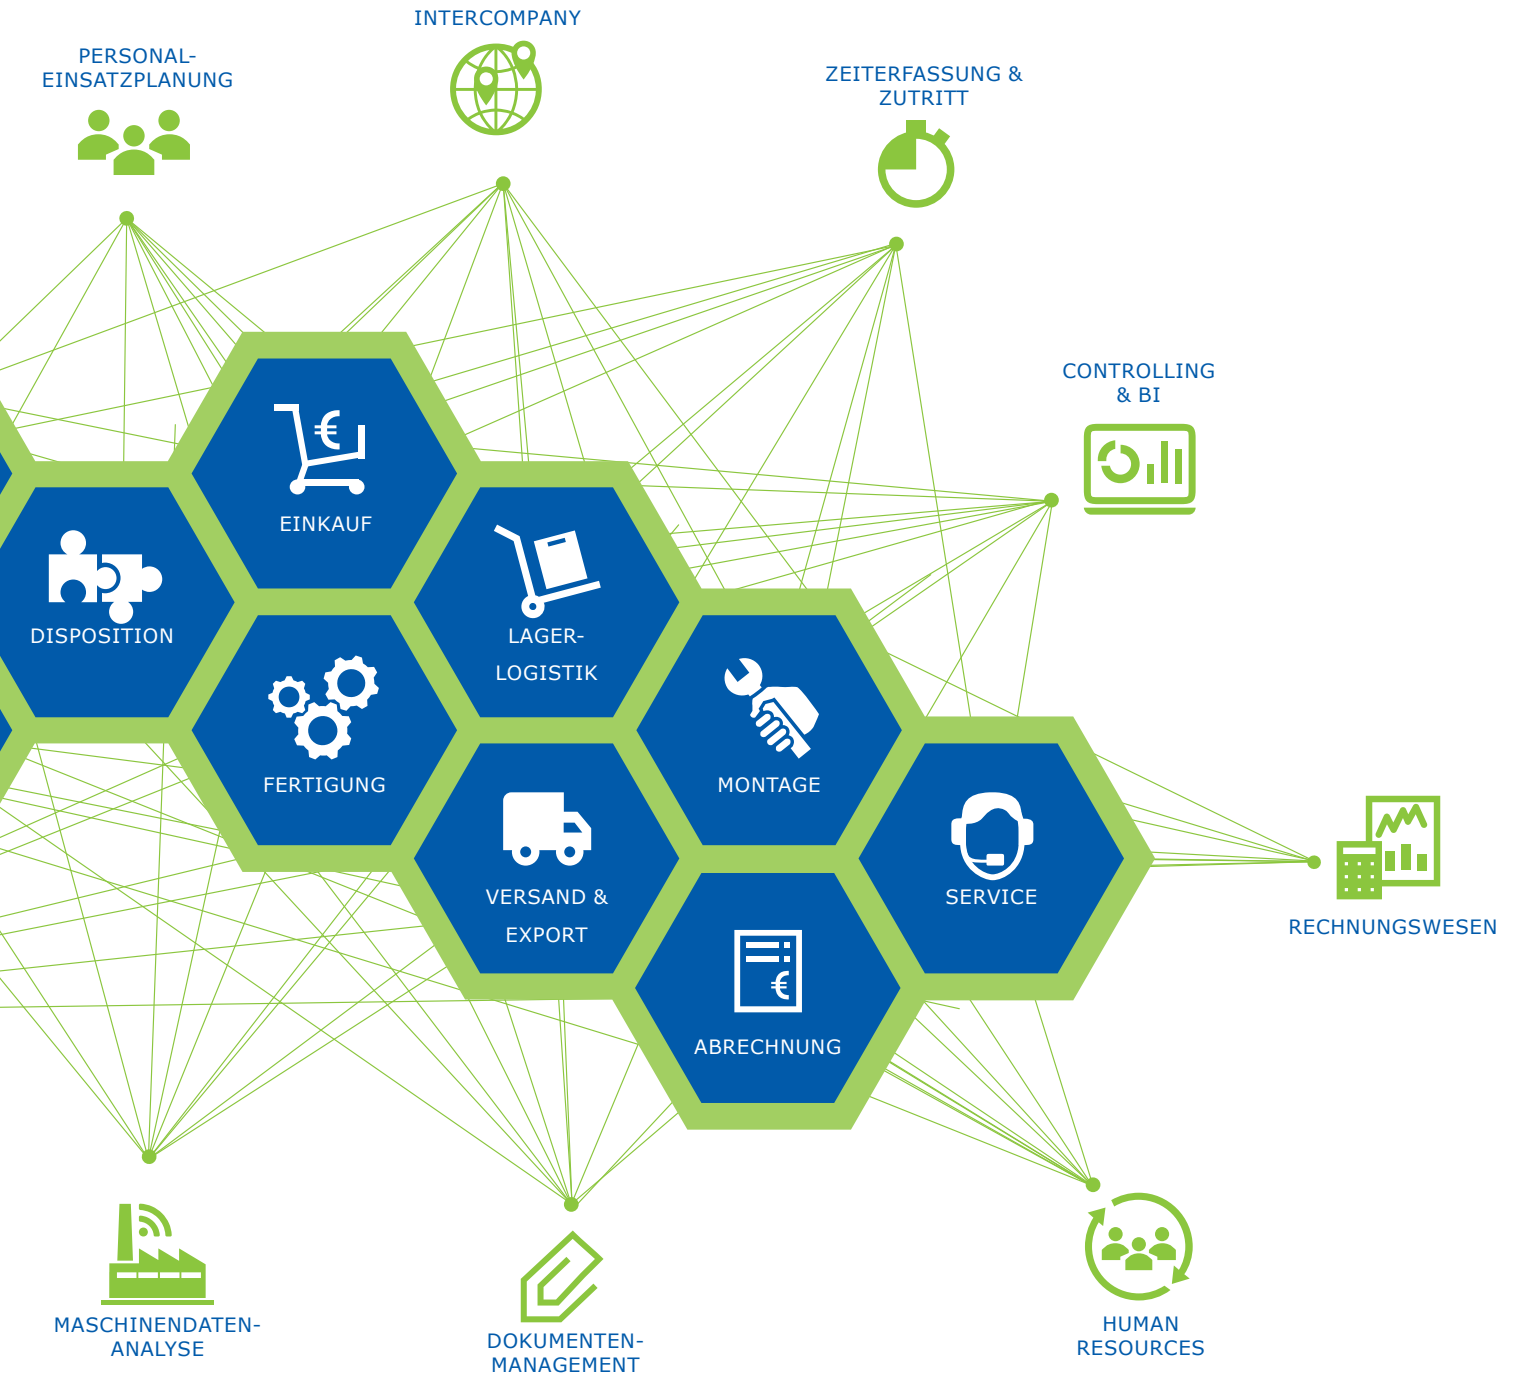 INTERCOMPANY
PERSONAL-
EINSATZPLANUNG
ZEITERFASSUNG &
ZUTRITT
CONTROLLING
& BI
€
EINKAUF
DISPOSITION
LAGER-
LOGISTIK
FERTIGUNG
MONTAGE
VERSAND &
EXPORT
SERVICE
RECHNUNGSWESEN
€
ABRECHNUNG
MASCHINENDATEN-
ANALYSE
DOKUMENTEN-
MANAGEMENT
HUMAN
RESOURCES